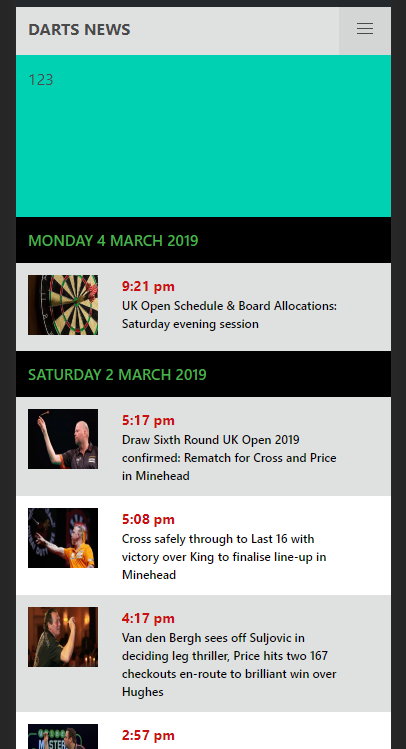 DARTS NEWS
123
MONDAY 4 MARCH 2019
9:21 pm
UK Open Schedule & Board Allocations:
Saturday evening session
SATURDAY 2 MARCH 2019
5:17 pm
Draw Sixth Round UK Open 2019
confirmed: Rematch for Cross and Price
in Minehead
5:08 pm
Cross safely through to Last 16 with
victory over King to finalise line-up in
Minehead
4:17 pm
Van den Bergh sees off Suljovic in
deciding leg thriller, Price hits two 167
checkouts en-route to brilliant win over
Hughes
2:57 pm